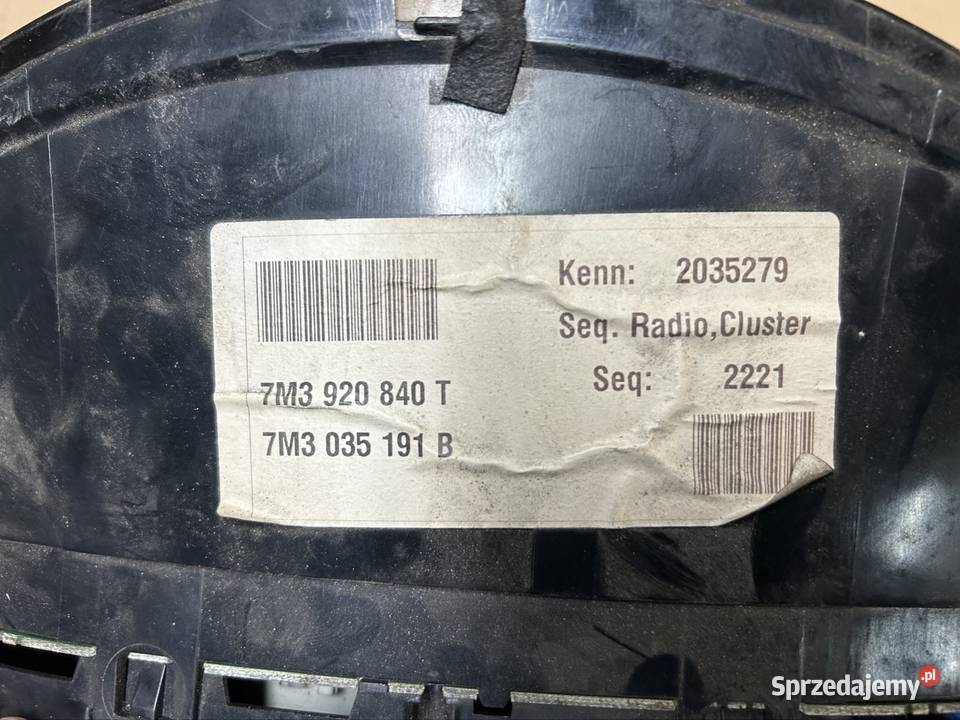 Kenn: 2035279
Seq. Radio,Cluster
Seq: 2221
7M3 920 840 T
7M3 035 191 B
Sprzedajemy.pl